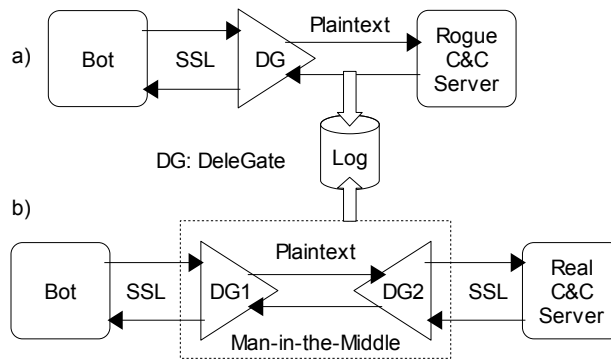 a)
Bot
SSL
DG
Plaintext
Rogue
C&C
Server
DG: DeleGate
Log
b)
Bot
SSL
DG1
Plaintext
DG2
SSL
Real
C&C
Server
Man-in-the-Middle